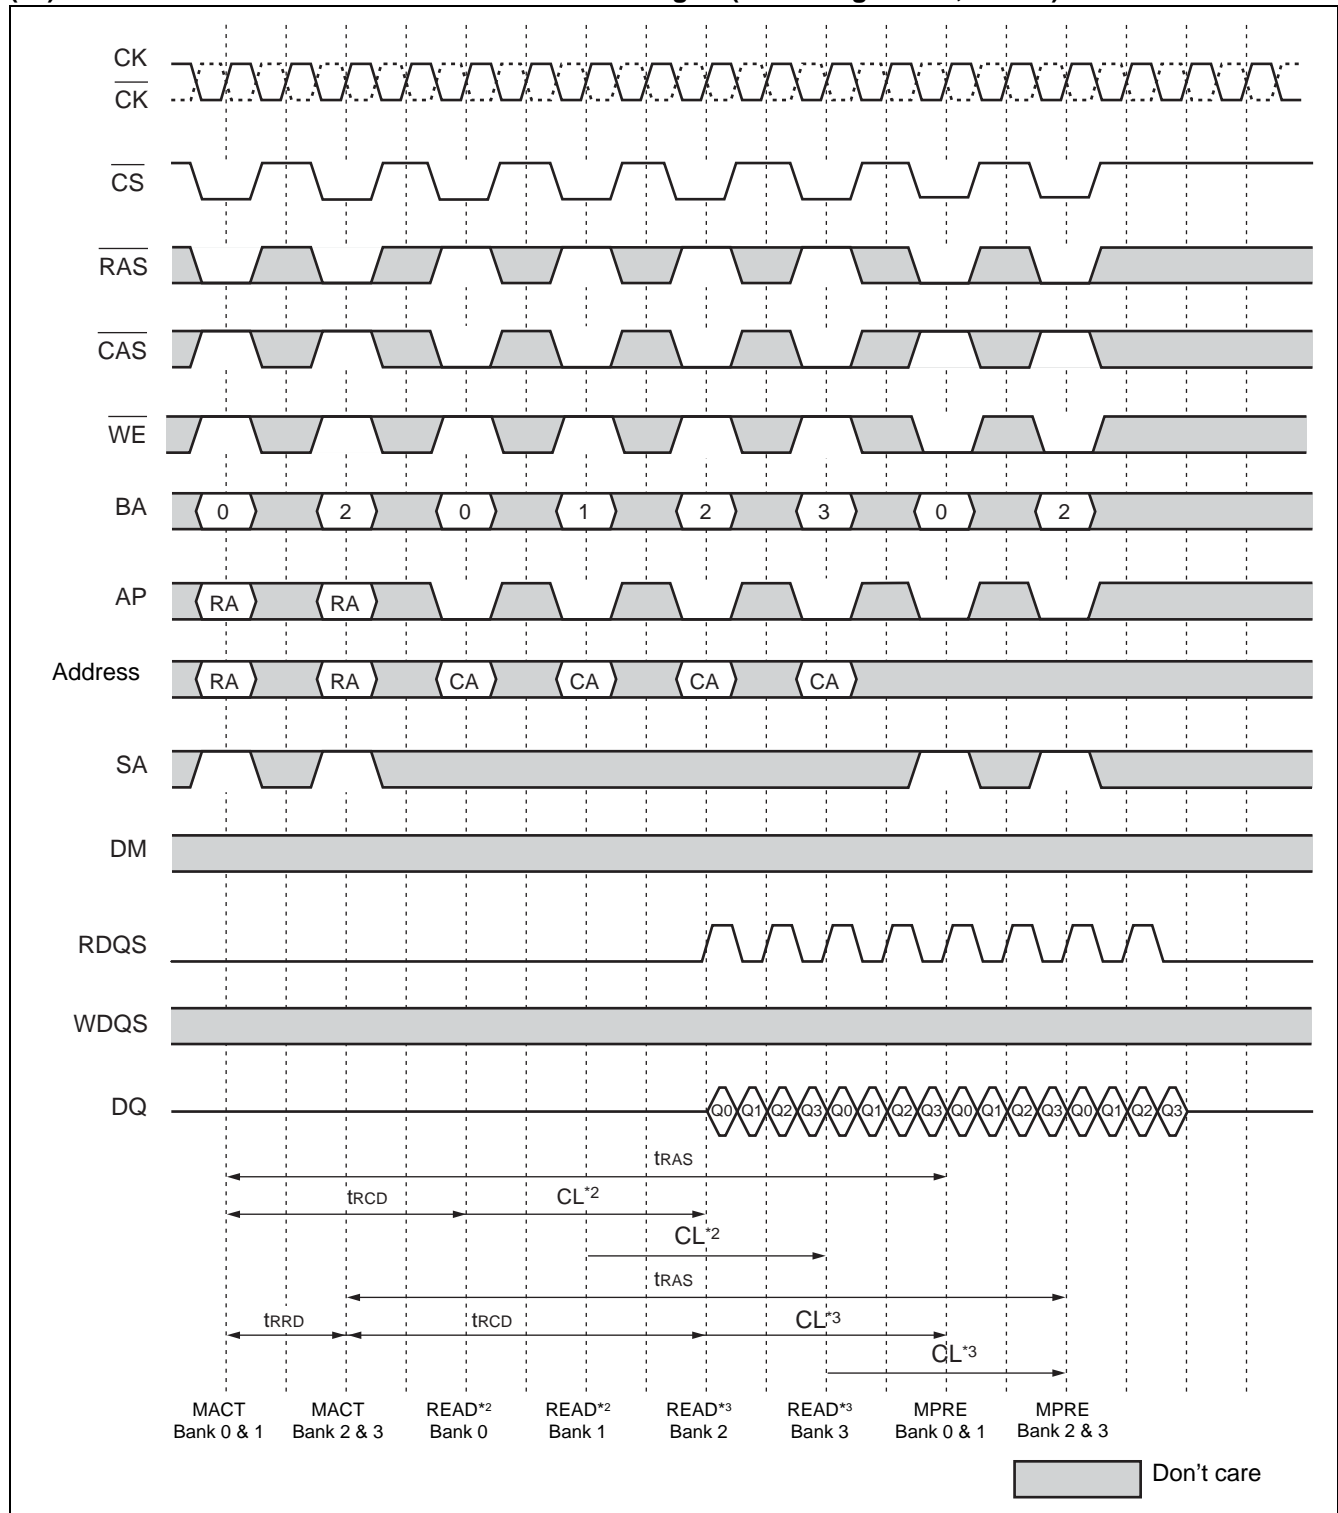 CK
CK
CS
RAS
CAS
WE
BA 0 2 0 1 2 3 0 2
AP RA RA
Address RA RA CA CA CA CA
SA
DM
RDQS
WDQS
DQ Q0 Q1 Q2 Q3 Q0 Q1 Q2 Q3 Q0 Q1 Q2 Q3 Q0 Q1 Q2 Q3
tRAS
tRCD CL*2
CL*2
tRAS
tRRD tRCD CL*3
CL*3
MACT MACT READ*2 READ*2 READ*3 READ*3 MPRE MPRE
Bank 0 & 1 Bank 2 & 3 Bank 0 Bank 1 Bank 2 Bank 3 Bank 0 & 1 Bank 2 & 3
Don't care